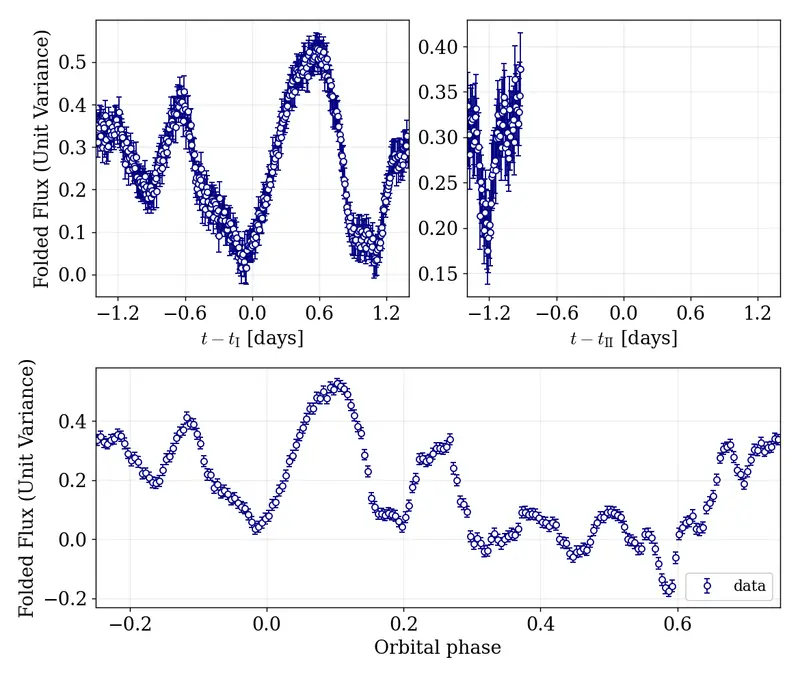 Folded Flux (Unit Variance)
0.5
0.4
0.3
0.2
0.1
0.0
−1.2 −0.6 0.0 0.6 1.2
t − tI [days]
0.40
0.35
0.30
0.25
0.20
0.15
−1.2 −0.6 0.0 0.6 1.2
t − tII [days]
Folded Flux (Unit Variance)
0.4
0.2
0.0
−0.2
−0.2 0.0 0.2 0.4 0.6
Orbital phase
data